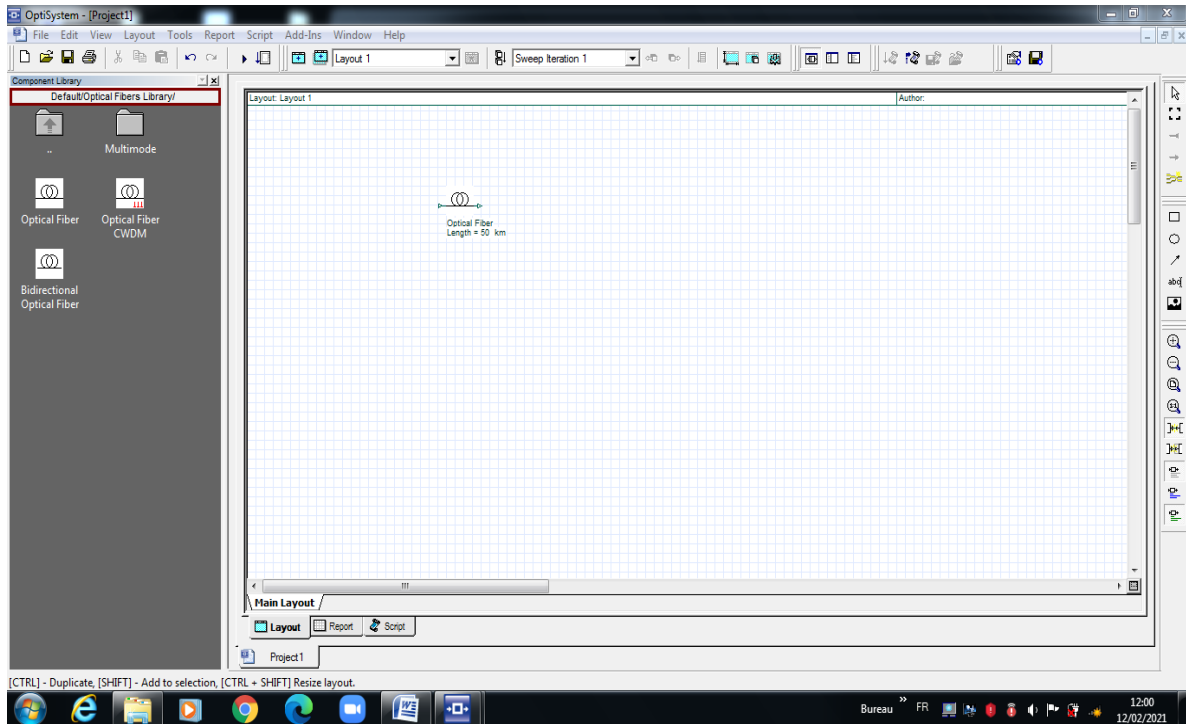 OptiSystem - [Project1]
File Edit View Layout Tools Report Script Add-Ins Window Help
Layout 1
Sweep Iteration 1
Component Library
Default/Optical Fibers Library/
..
Multimode
Optical Fiber
Optical Fiber
CWDM
Bidirectional
Optical Fiber
Layout: Layout 1
Author:
Optical Fiber
Length = 50 km
Main Layout
Layout Report Script
Project1
[CTRL] - Duplicate, [SHIFT] - Add to selection, [CTRL + SHIFT] Resize layout.
Bureau » FR
12:00
12/02/2021